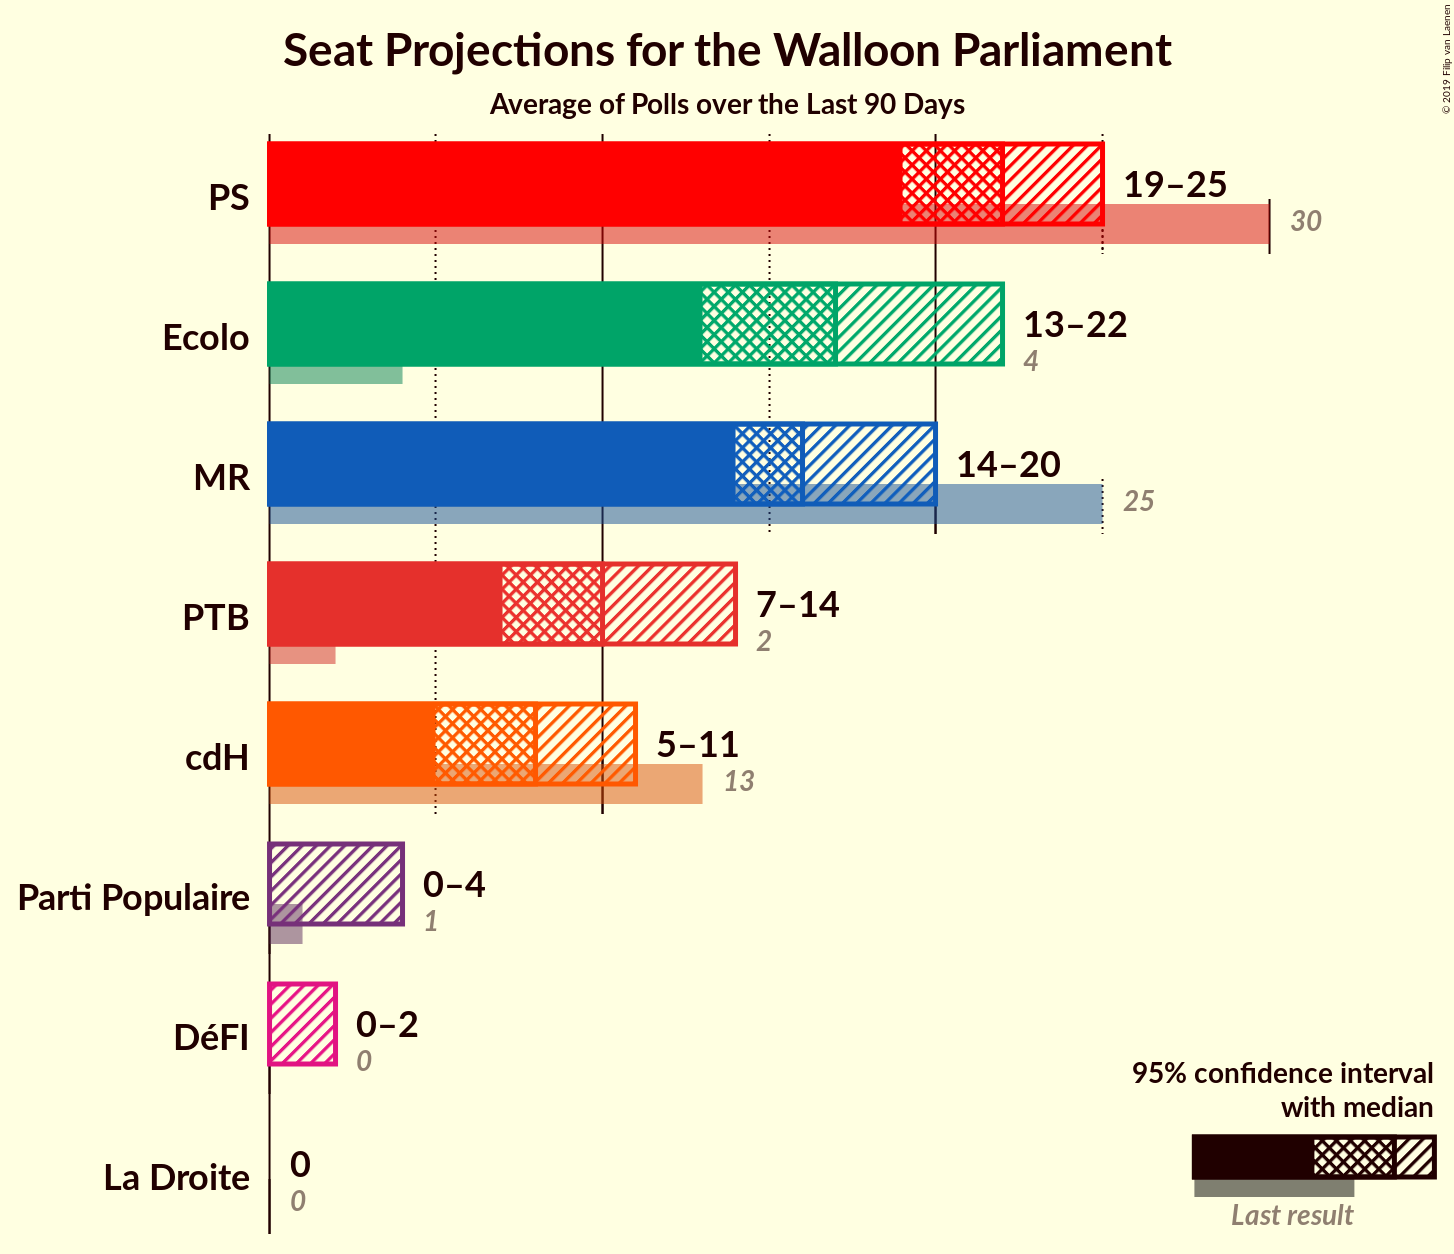 Seat Projections for the Walloon Parliament
Average of Polls over the Last 90 Days
© 2019 Filip van Laenen
PS
19–25
30
Ecolo
13–22
4
MR
14–20
25
PTB
7–14
2
cdH
5–11
13
Parti Populaire
0–4
1
DéFI
0–2
0
La Droite
0
0
95% confidence interval
with median
Last result